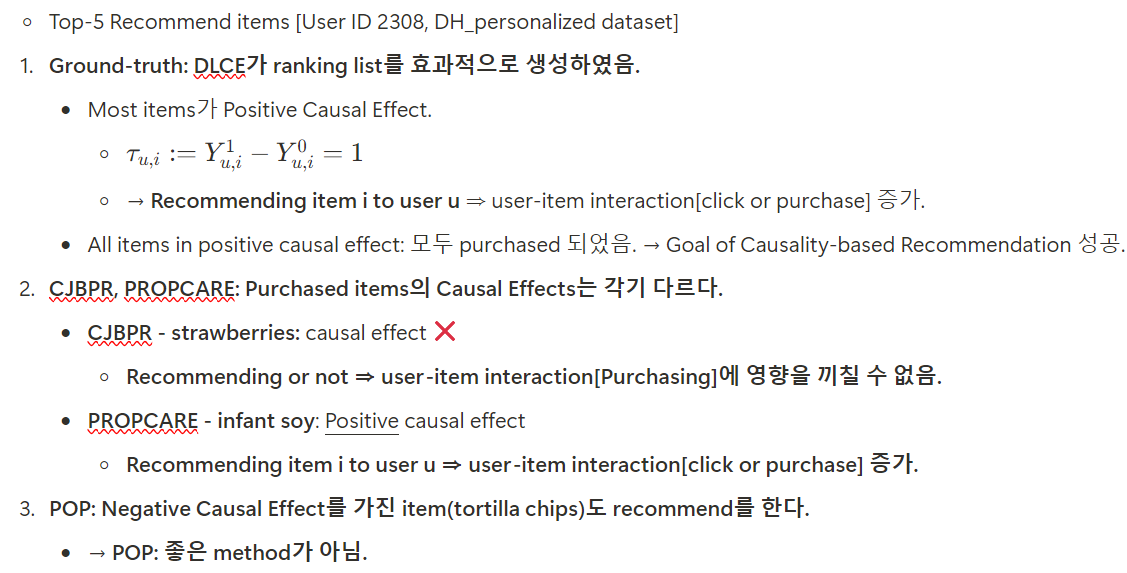 ○ Top-5 Recommend items [User ID 2308, DH_personalized dataset]
1. Ground-truth: DLCE가 ranking list를 효과적으로 생성하였음.
● Most items가 Positive Causal Effect.
○ τ_{u,i} := Y^1_{u,i} − Y^0_{u,i} = 1
○ → Recommending item i to user u ⇒ user-item interaction[click or purchase] 증가.
● All items in positive causal effect: 모두 purchased 되었음. → Goal of Causality-based Recommendation 성공.
2. CJBPR, PROPCARE: Purchased items의 Causal Effects는 각기 다르다.
● CJBPR - strawberries: causal effect ❌
○ Recommending or not ⇒ user-item interaction[Purchasing]에 영향을 끼칠 수 없음.
● PROPCARE - infant soy: Positive causal effect
○ Recommending item i to user u ⇒ user-item interaction[click or purchase] 증가.
3. POP: Negative Causal Effect를 가진 item(tortilla chips)도 recommend를 한다.
● → POP: 좋은 method가 아님.